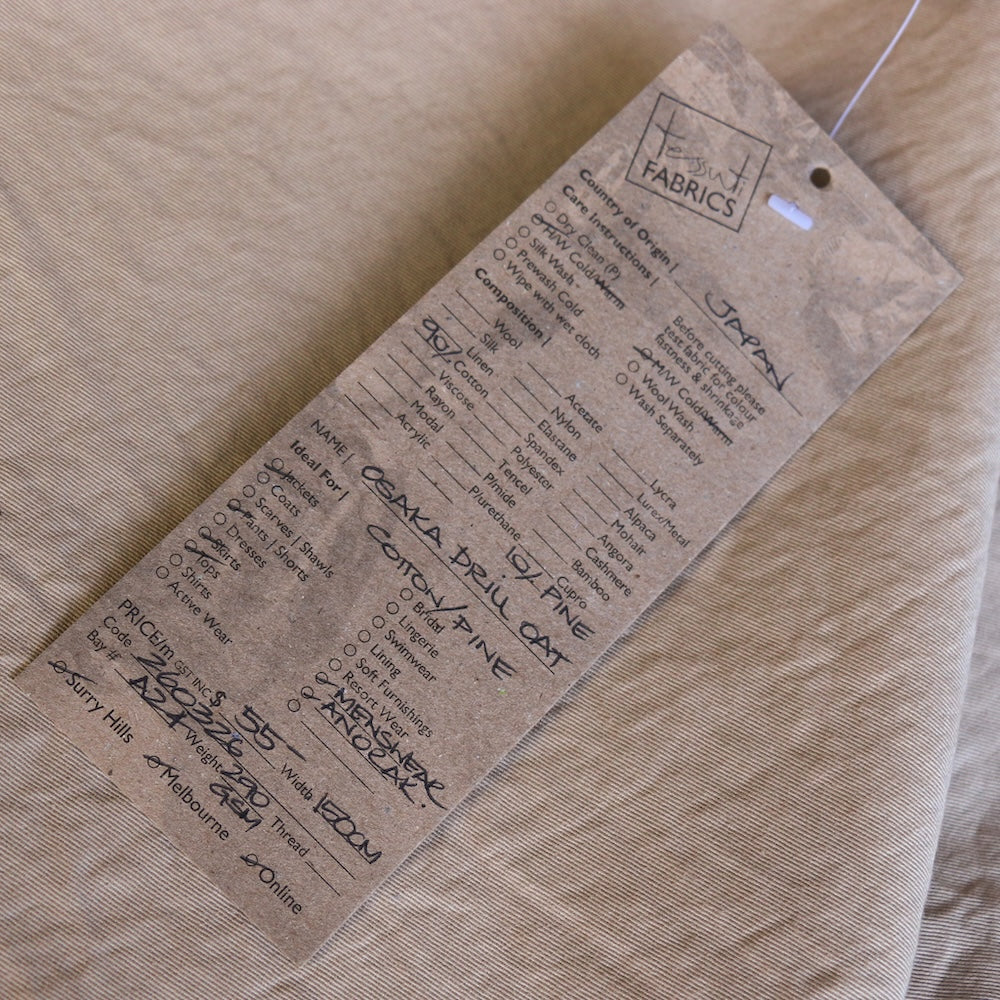 tessuti
FABRICS
Country of Origin | JAPAN
Care Instructions |
Before cutting please
test fabric for colour
fastness & shrinkage
Dry Clean (P)
H/W Cold/Warm
Silk Wash
Prewash Cold
Wipe with wet cloth
M/W Cold/Warm
Wool Wash
Wash Separately
Composition |
Wool
Silk
Linen
90% Cotton
Viscose
Rayon
Modal
Acrylic
Acetate
Nylon
Elastane
Spandex
Polyester
Tencel
P/mide
P/urethane
Lycra
Lurex/Metal
Alpaca
Mohair
Angora
Cashmere
Bamboo
Cupro
10% PINE
NAME | OSAKA DRILL OAT
COTTON/PINE
Ideal For |
Jackets
Coats
Scarves | Shawls
Pants | Shorts
Dresses
Skirts
Tops
Shirts
Active Wear
Bridal
Lingerie
Swimwear
Lining
Soft Furnishings
Resort Wear
MENSWEAR
ANORAK.
PRICE/m GST INC $ 55- Width 150CM
Code Weight 290 GSM Thread
Bay # A21
Surry Hills
Melbourne
Online